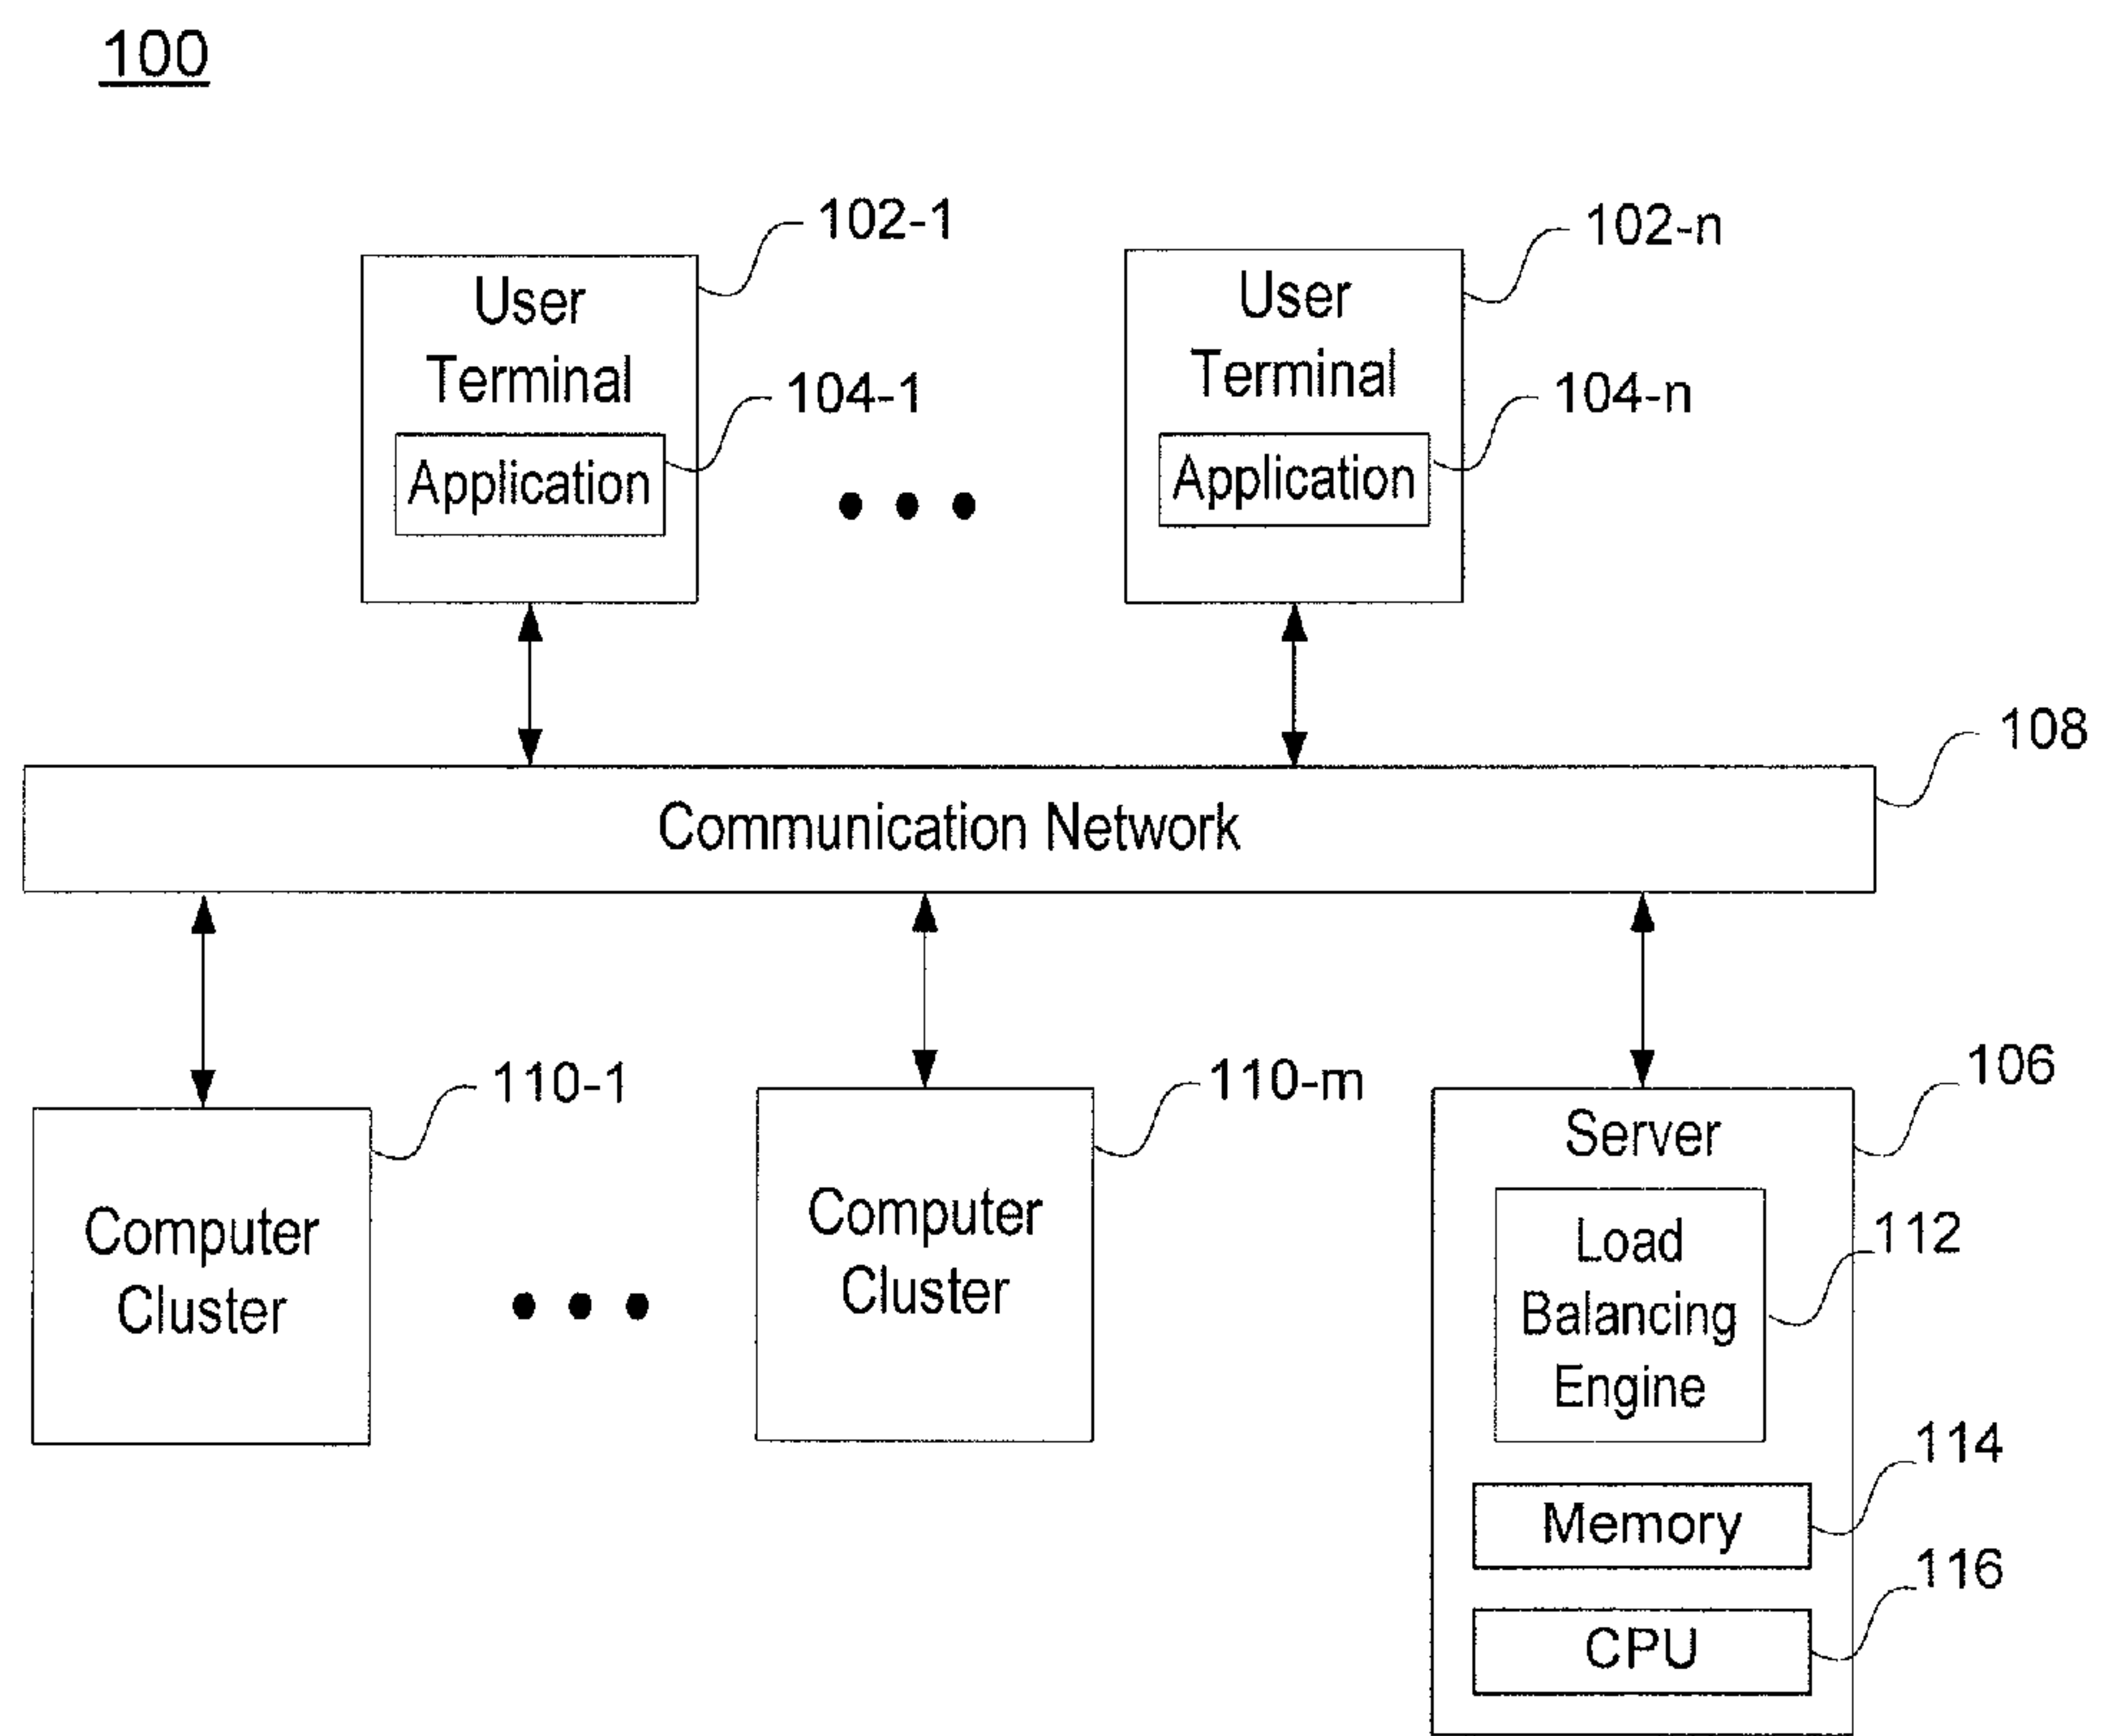 100
102-1
102-n
User
Terminal
104-1
Application
User
Terminal
104-n
Application
108
Communication Network
110-1
110-m
106
Computer
Cluster
Computer
Cluster
Server
112
Load
Balancing
Engine
114
Memory
116
CPU